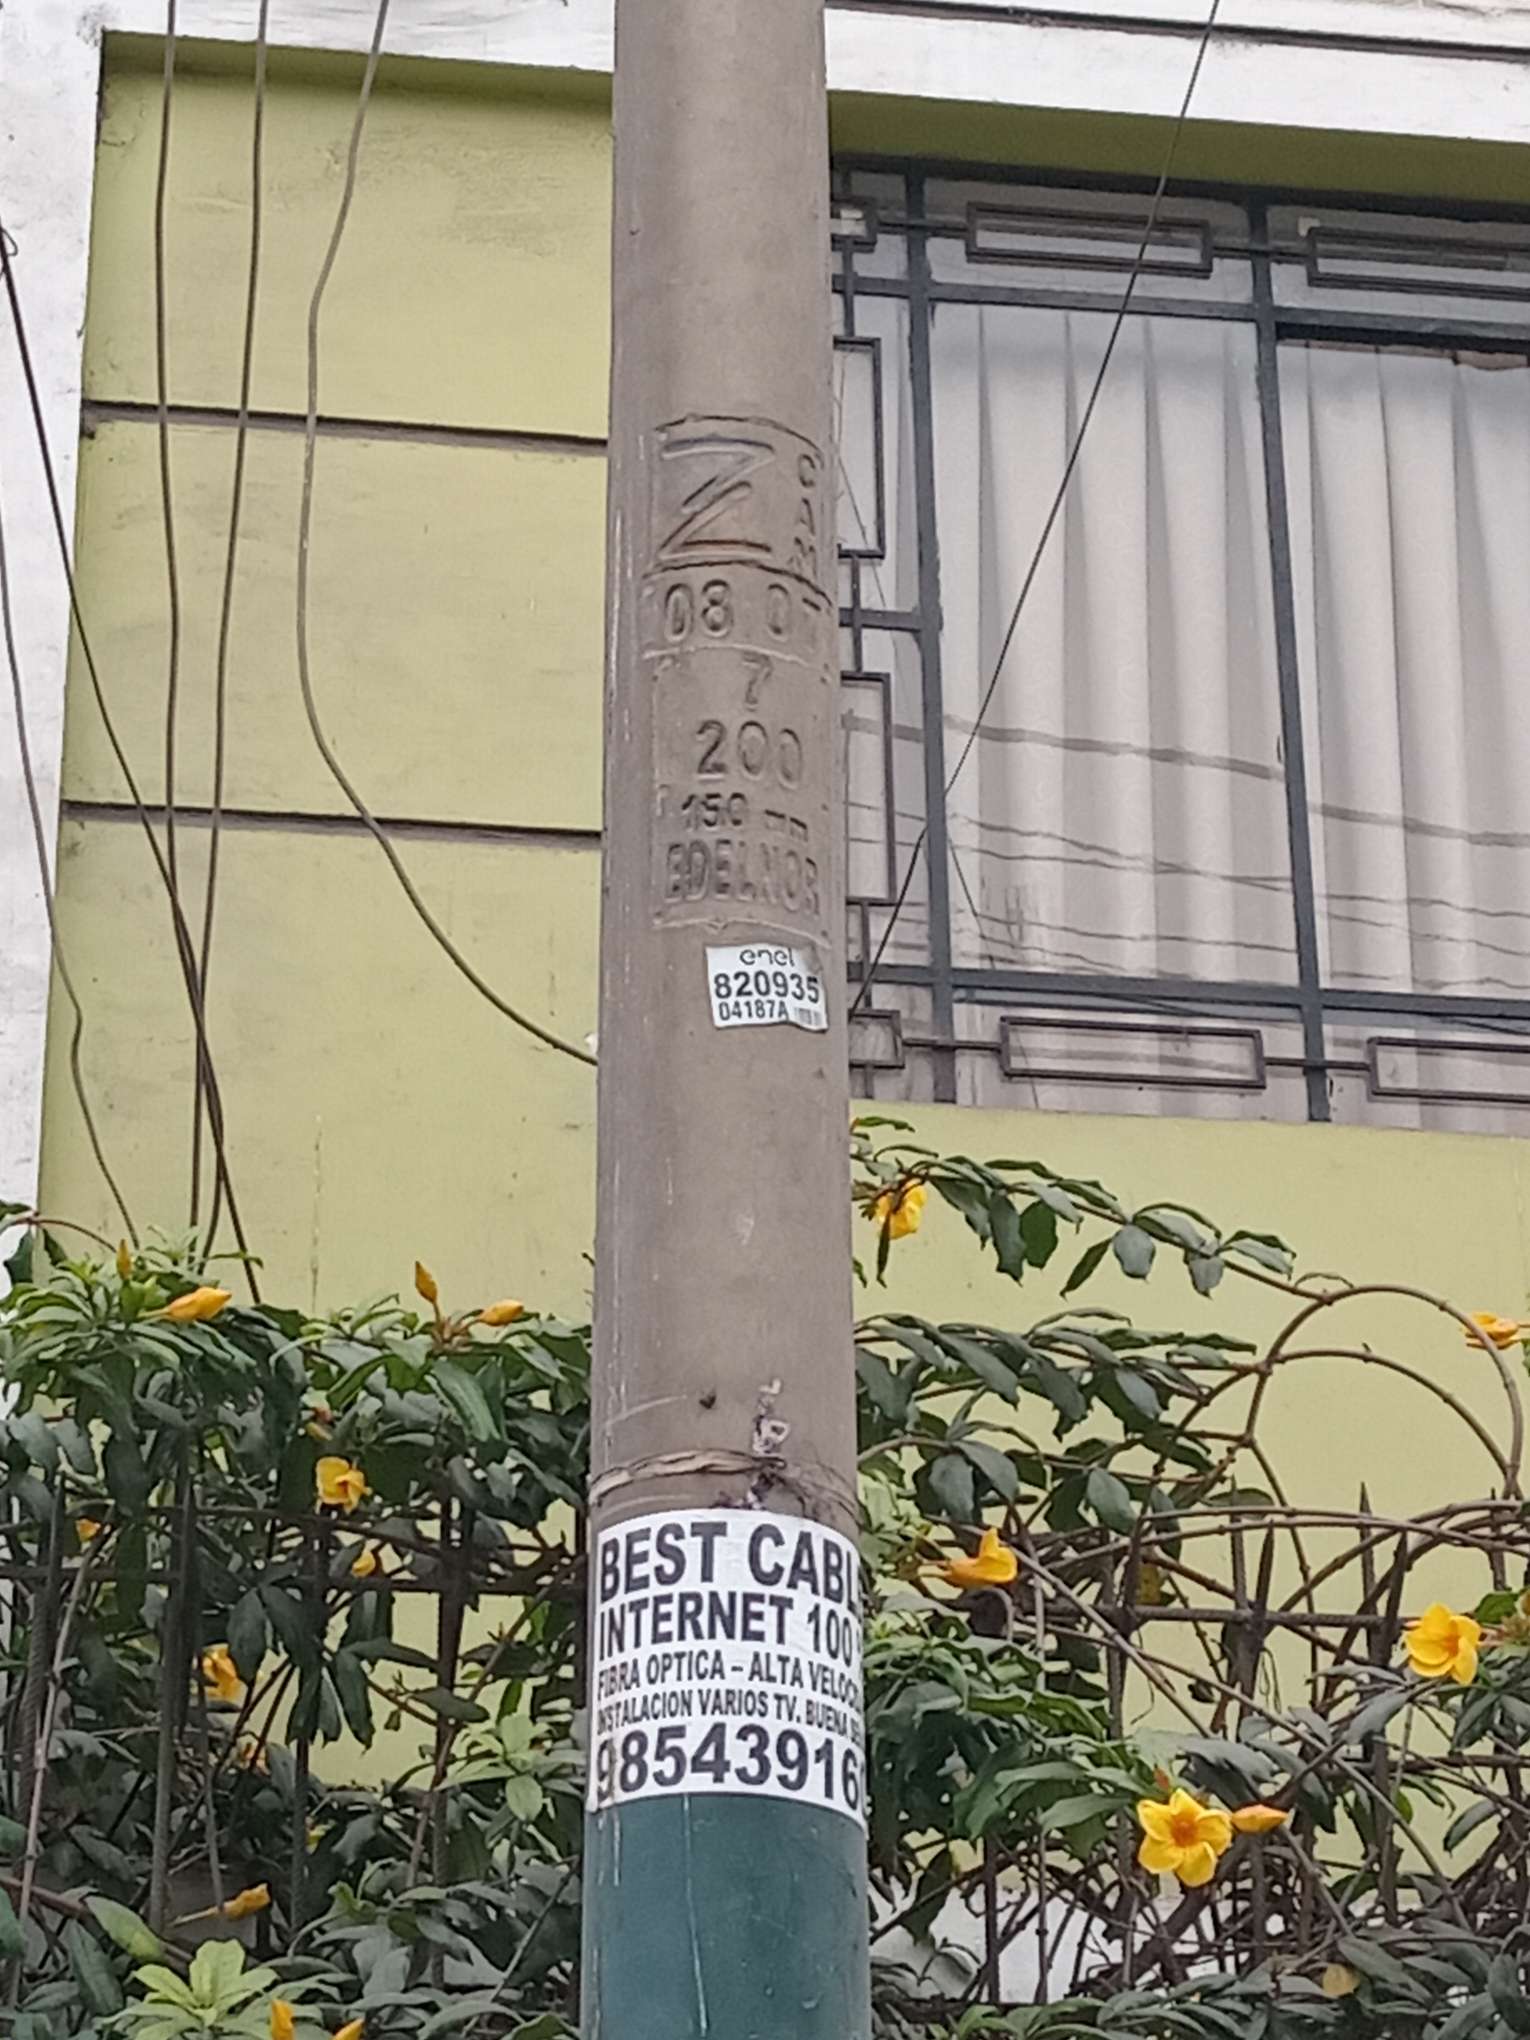 Z CAM
08 07
7
200
150 mm
EDELNOR
enel
820935
04187A
BEST CABL
INTERNET 100
FIBRA OPTICA – ALTA VELOC
INSTALACION VARIOS TV. BUENA
98543916